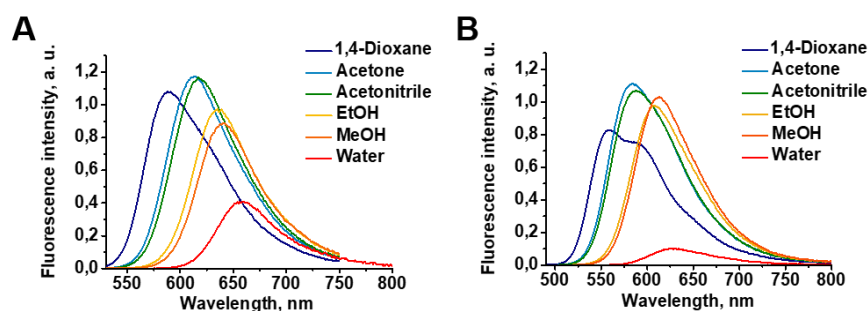 A
Fluorescence intensity, a. u.
1,2
1,0
0,8
0,6
0,4
0,2
0,0
550 600 650 700 750 800
Wavelength, nm
1,4-Dioxane
Acetone
Acetonitrile
EtOH
MeOH
Water
B
Fluorescence intensity, a. u.
1,2
1,0
0,8
0,6
0,4
0,2
0,0
500 550 600 650 700 750 800
Wavelength, nm
1,4-Dioxane
Acetone
Acetonitrile
EtOH
MeOH
Water